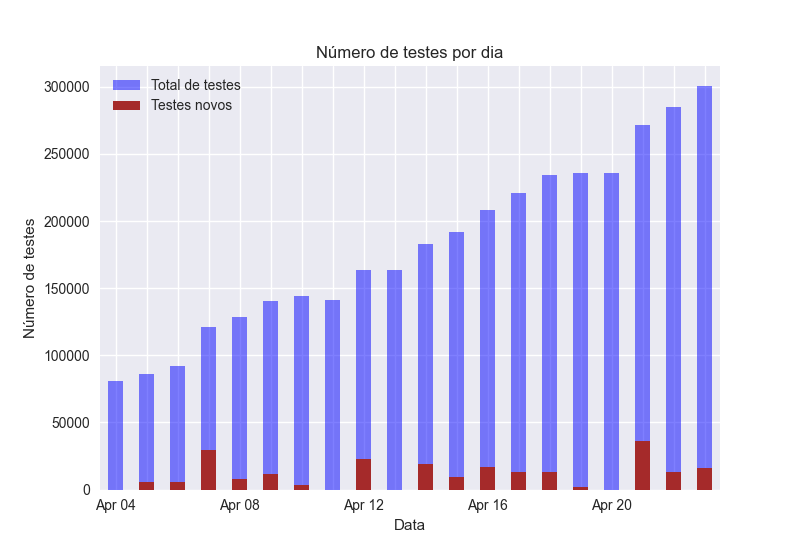 Número de testes por dia
Total de testes
Testes novos
300000
250000
200000
150000
100000
50000
0
Número de testes
Apr 04 Apr 08 Apr 12 Apr 16 Apr 20
Data